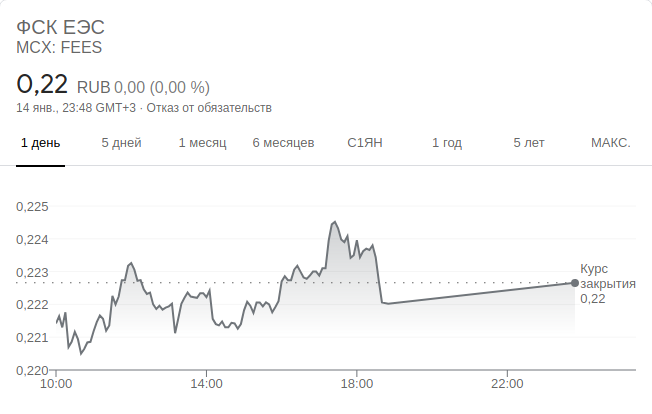 ФСК ЕЭС
MCX: FEES
0,22 RUB 0,00 (0,00 %)
14 янв., 23:48 GMT+3 · Отказ от обязательств
1 день 5 дней 1 месяц 6 месяцев С1ЯН 1 год 5 лет МАКС.
0,225
0,224
0,223
0,222
0,221
0,220
Курс
закрытия
0,22
10:00 14:00 18:00 22:00